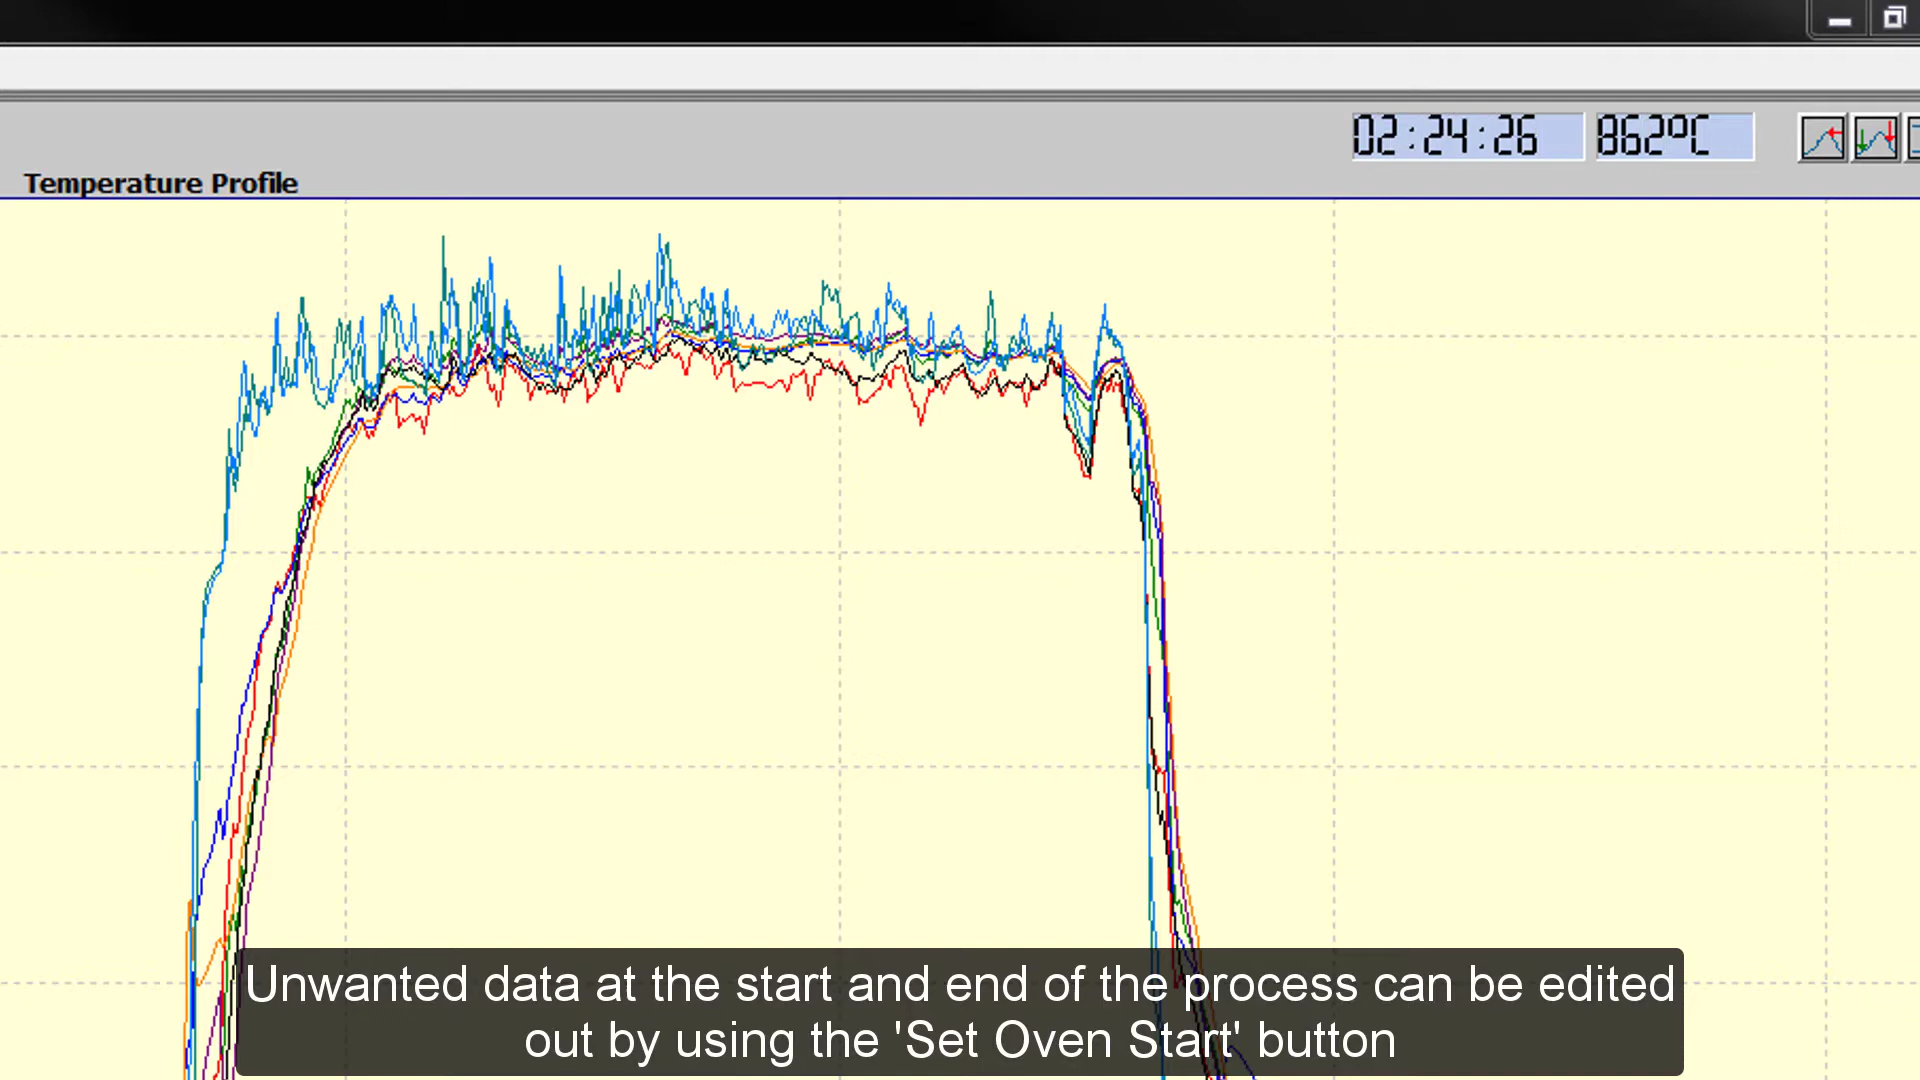 02:24:26 862ºC
Temperature Profile
Unwanted data at the start and end of the process can be edited
out by using the 'Set Oven Start' button